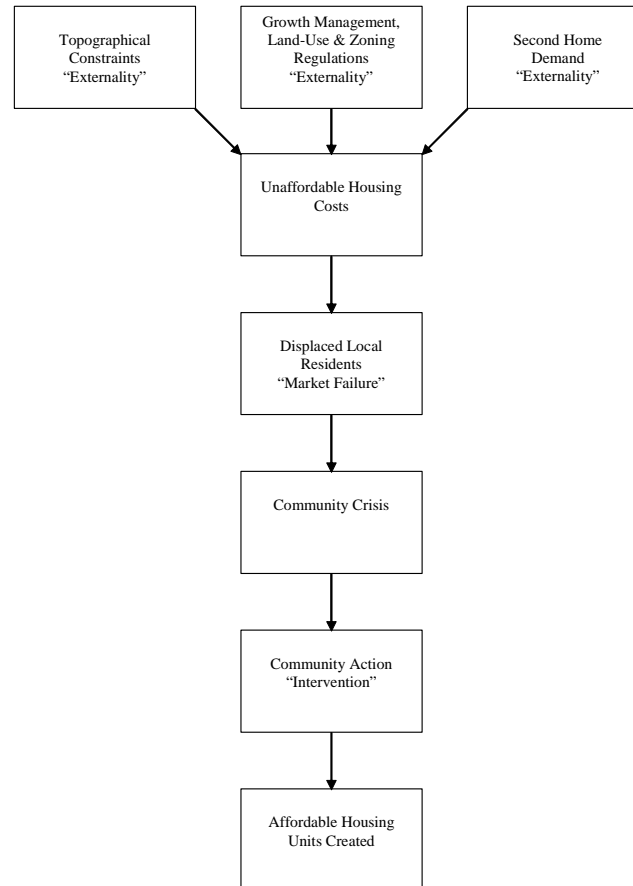 Topographical
Constraints
“Externality”
Growth Management,
Land-Use & Zoning
Regulations
“Externality”
Second Home
Demand
“Externality”
Unaffordable Housing
Costs
Displaced Local
Residents
“Market Failure”
Community Crisis
Community Action
“Intervention”
Affordable Housing
Units Created